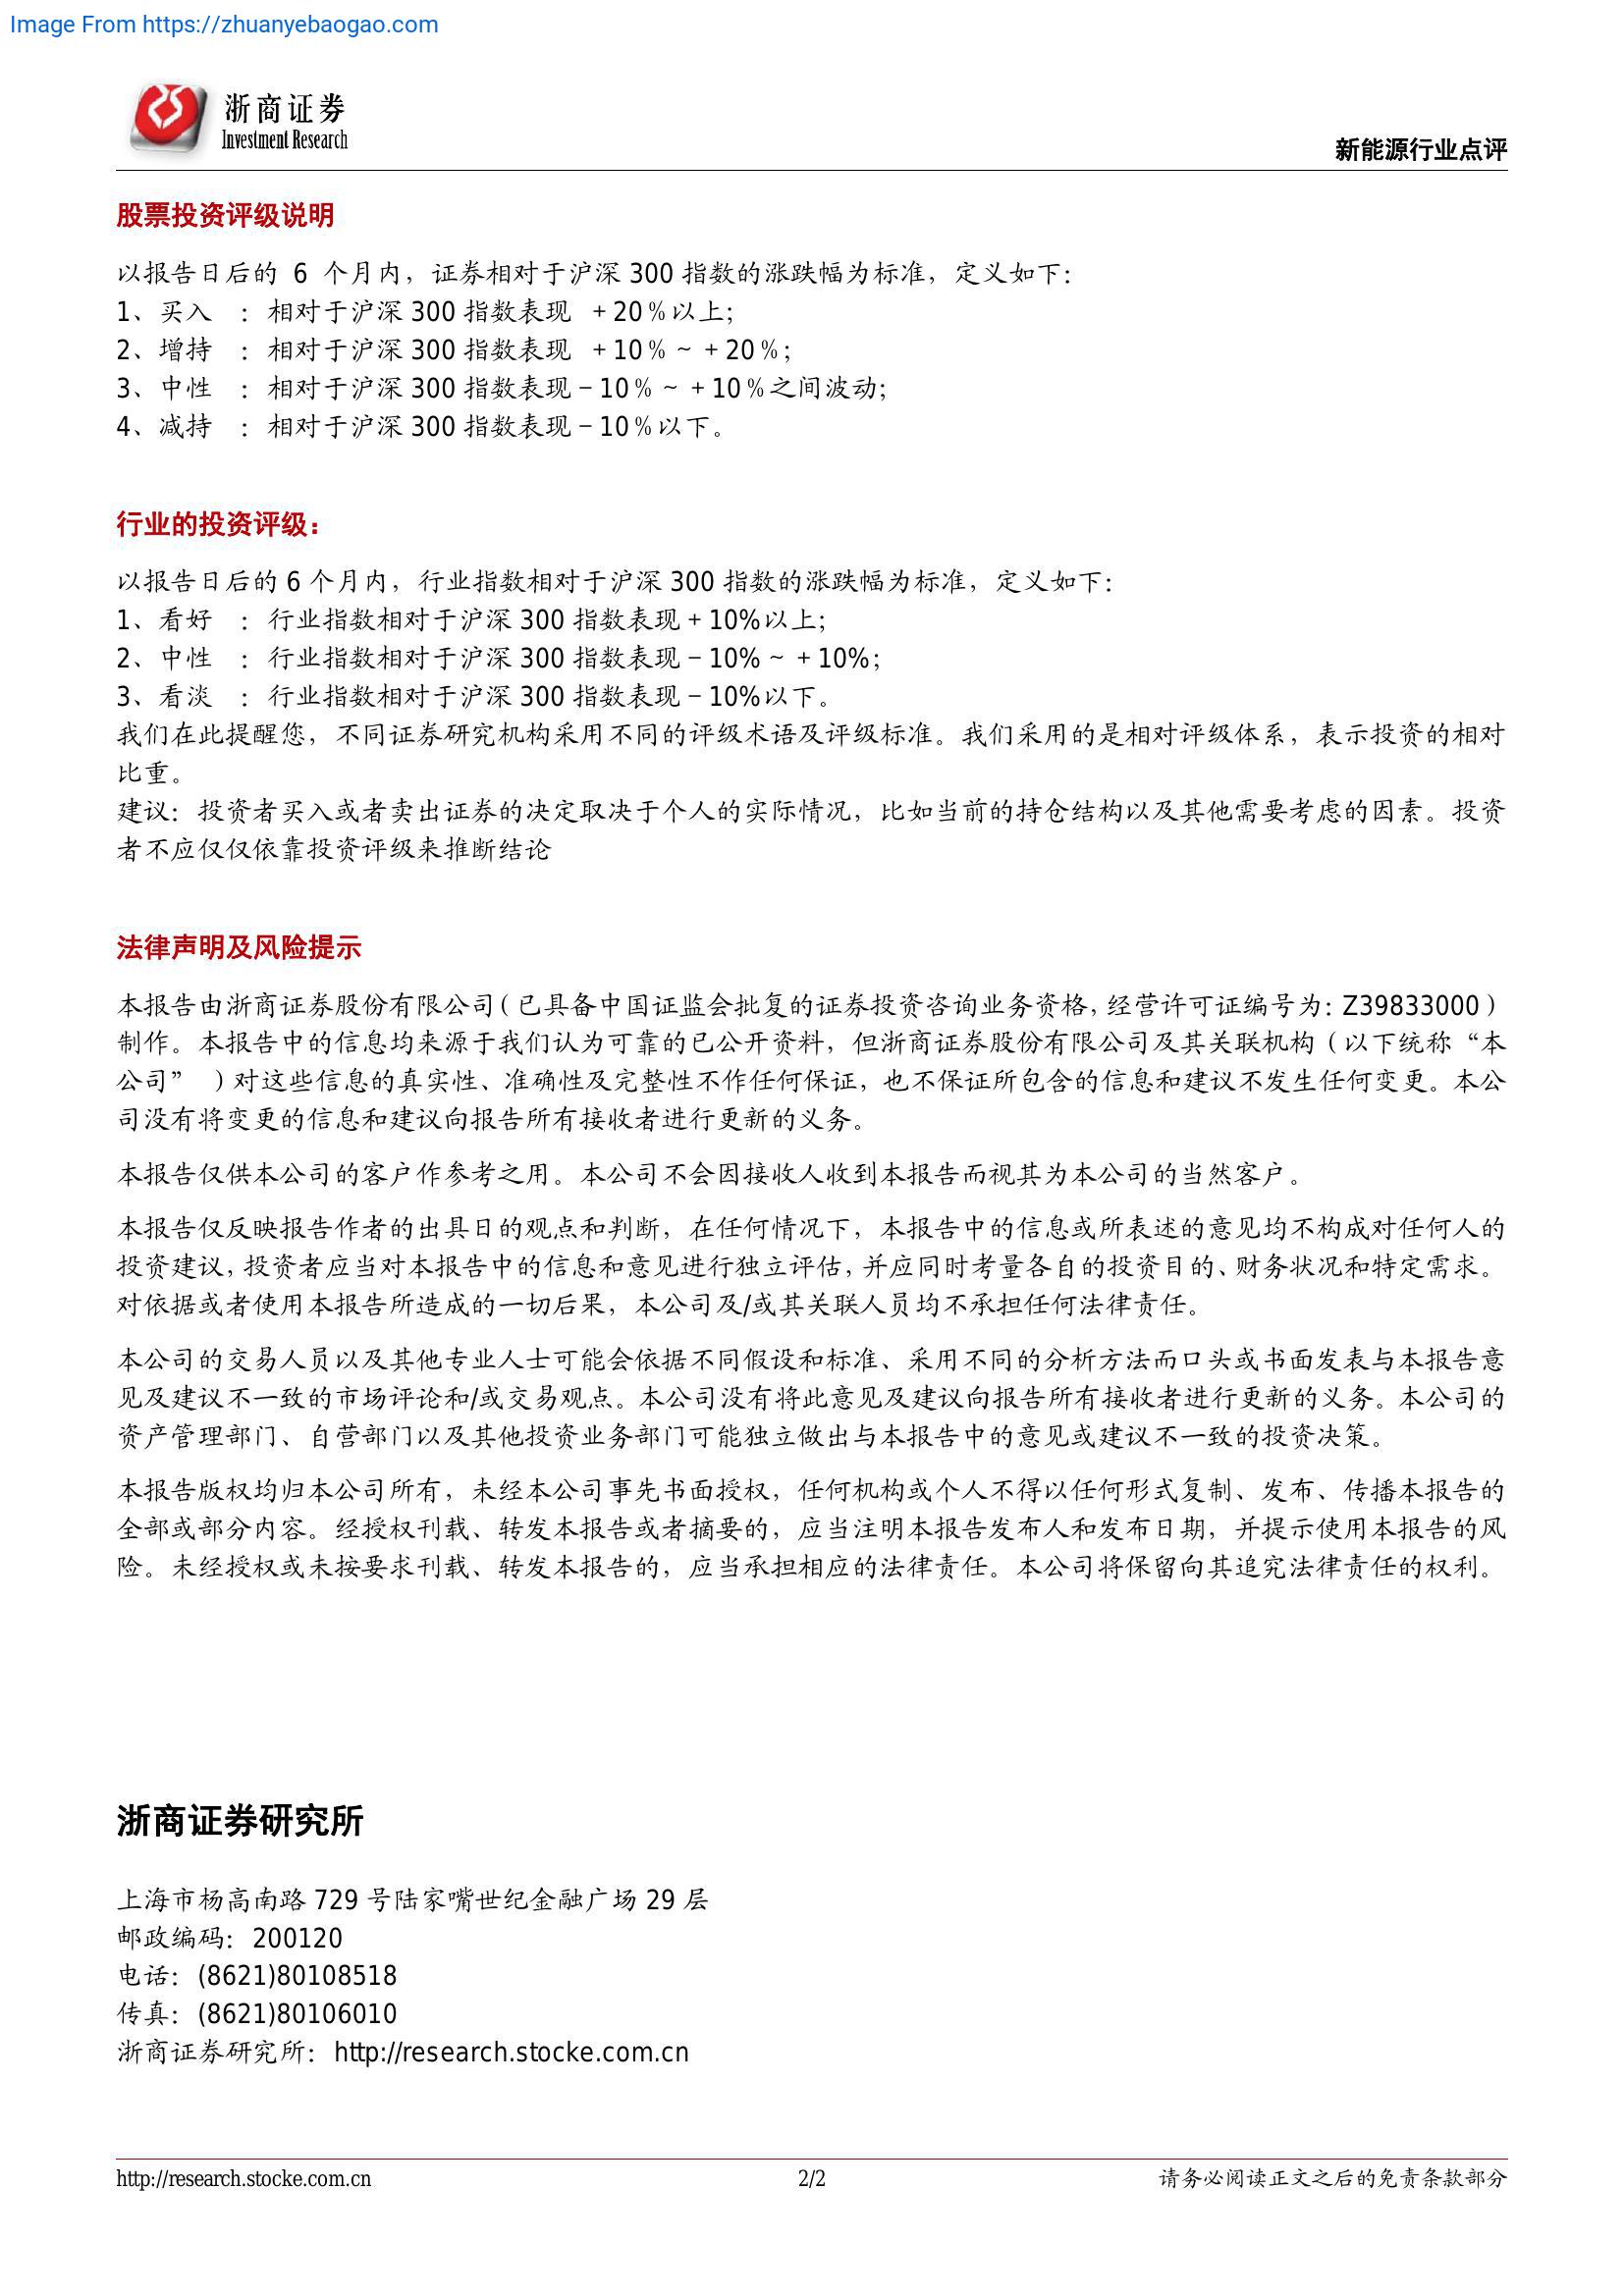 Image From https://zhuanyebaogao.com
浙商证券
Investment Research
新能源行业点评
股票投资评级说明
以报告日后的 6 个月内，证券相对于沪深 300 指数的涨跌幅为标准，定义如下：
1、买入 ：相对于沪深 300 指数表现 ＋20％以上；
2、增持 ：相对于沪深 300 指数表现 ＋10％～＋20％；
3、中性 ：相对于沪深 300 指数表现－10％～＋10％之间波动；
4、减持 ：相对于沪深 300 指数表现－10％以下。
行业的投资评级：
以报告日后的 6 个月内，行业指数相对于沪深 300 指数的涨跌幅为标准，定义如下：
1、看好 ：行业指数相对于沪深 300 指数表现＋10%以上；
2、中性 ：行业指数相对于沪深 300 指数表现－10%～＋10%；
3、看淡 ：行业指数相对于沪深 300 指数表现－10%以下。
我们在此提醒您，不同证券研究机构采用不同的评级术语及评级标准。我们采用的是相对评级体系，表示投资的相对
比重。
建议：投资者买入或者卖出证券的决定取决于个人的实际情况，比如当前的持仓结构以及其他需要考虑的因素。投资
者不应仅仅依靠投资评级来推断结论
法律声明及风险提示
本报告由浙商证券股份有限公司（已具备中国证监会批复的证券投资咨询业务资格，经营许可证编号为：Z39833000）
制作。本报告中的信息均来源于我们认为可靠的已公开资料，但浙商证券股份有限公司及其关联机构（以下统称“本
公司”）对这些信息的真实性、准确性及完整性不作任何保证，也不保证所包含的信息和建议不发生任何变更。本公
司没有将变更的信息和建议向报告所有接收者进行更新的义务。
本报告仅供本公司的客户作参考之用。本公司不会因接收人收到本报告而视其为本公司的当然客户。
本报告仅反映报告作者的出具日的观点和判断，在任何情况下，本报告中的信息或所表述的意见均不构成对任何人的
投资建议，投资者应当对本报告中的信息和意见进行独立评估，并应同时考量各自的投资目的、财务状况和特定需求。
对依据或者使用本报告所造成的一切后果，本公司及/或其关联人员均不承担任何法律责任。
本公司的交易人员以及其他专业人士可能会依据不同假设和标准、采用不同的分析方法而口头或书面发表与本报告意
见及建议不一致的市场评论和/或交易观点。本公司没有将此意见及建议向报告所有接收者进行更新的义务。本公司的
资产管理部门、自营部门以及其他投资业务部门可能独立做出与本报告中的意见或建议不一致的投资决策。
本报告版权均归本公司所有，未经本公司事先书面授权，任何机构或个人不得以任何形式复制、发布、传播本报告的
全部或部分内容。经授权刊载、转发本报告或者摘要的，应当注明本报告发布人和发布日期，并提示使用本报告的风
险。未经授权或未按要求刊载、转发本报告的，应当承担相应的法律责任。本公司将保留向其追究法律责任的权利。
浙商证券研究所
上海市杨高南路 729 号陆家嘴世纪金融广场 29 层
邮政编码：200120
电话：(8621)80108518
传真：(8621)80106010
浙商证券研究所：http://research.stocke.com.cn
http://research.stocke.com.cn
2/2
请务必阅读正文之后的免责条款部分